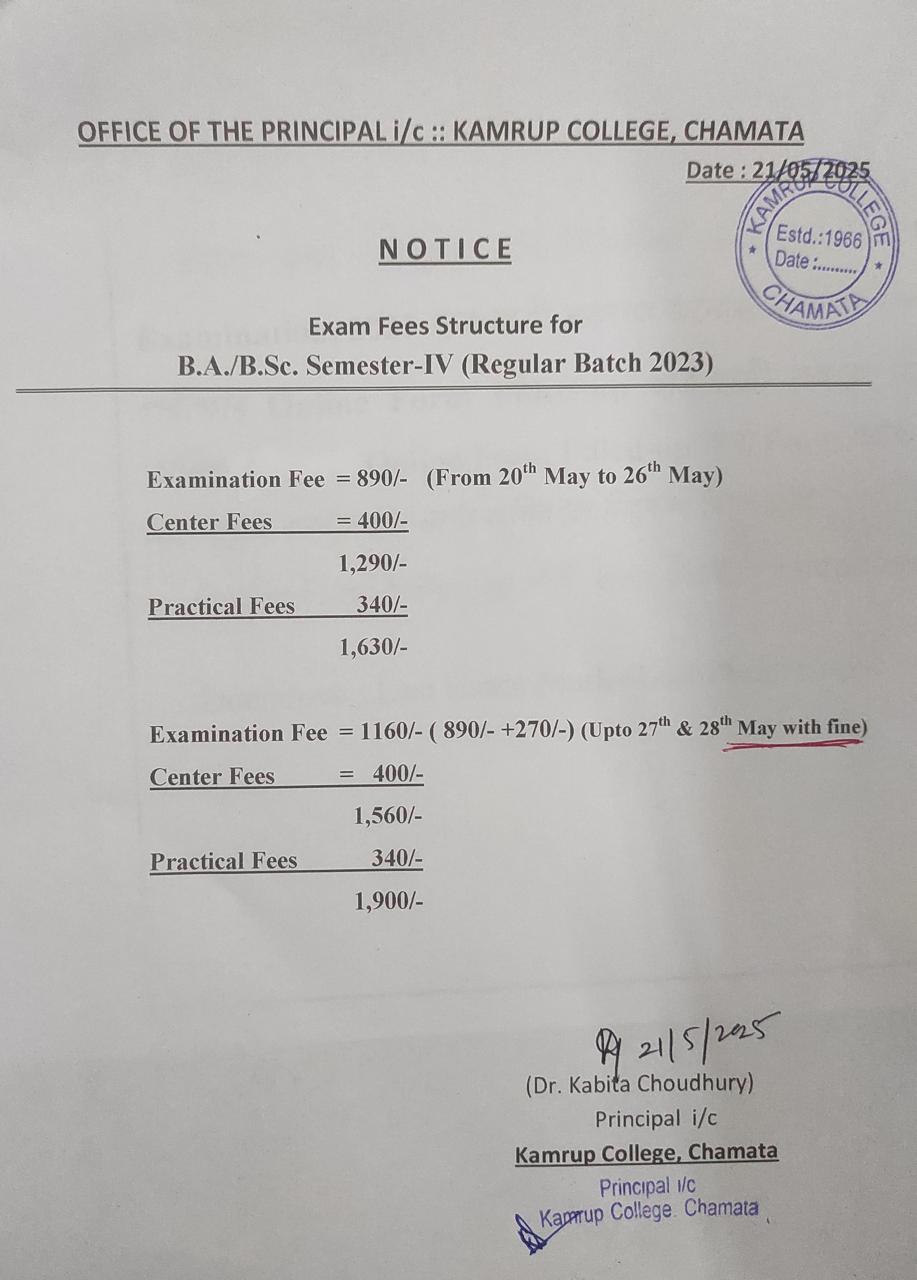 OFFICE OF THE PRINCIPAL i/c :: KAMRUP COLLEGE, CHAMATA
Date : 21/05/2025
KAMRUP COLLEGE
Estd.:1966
Date :..........
CHAMATA
NOTICE
Exam Fees Structure for
B.A./B.Sc. Semester-IV (Regular Batch 2023)
Examination Fee = 890/- (From 20th May to 26th May)
Center Fees = 400/-
1,290/-
Practical Fees 340/-
1,630/-
Examination Fee = 1160/- ( 890/- +270/-) (Upto 27th & 28th May with fine)
Center Fees = 400/-
1,560/-
Practical Fees 340/-
1,900/-
21/5/2025
(Dr. Kabita Choudhury)
Principal i/c
Kamrup College, Chamata
Principal i/c
Kamrup College. Chamata